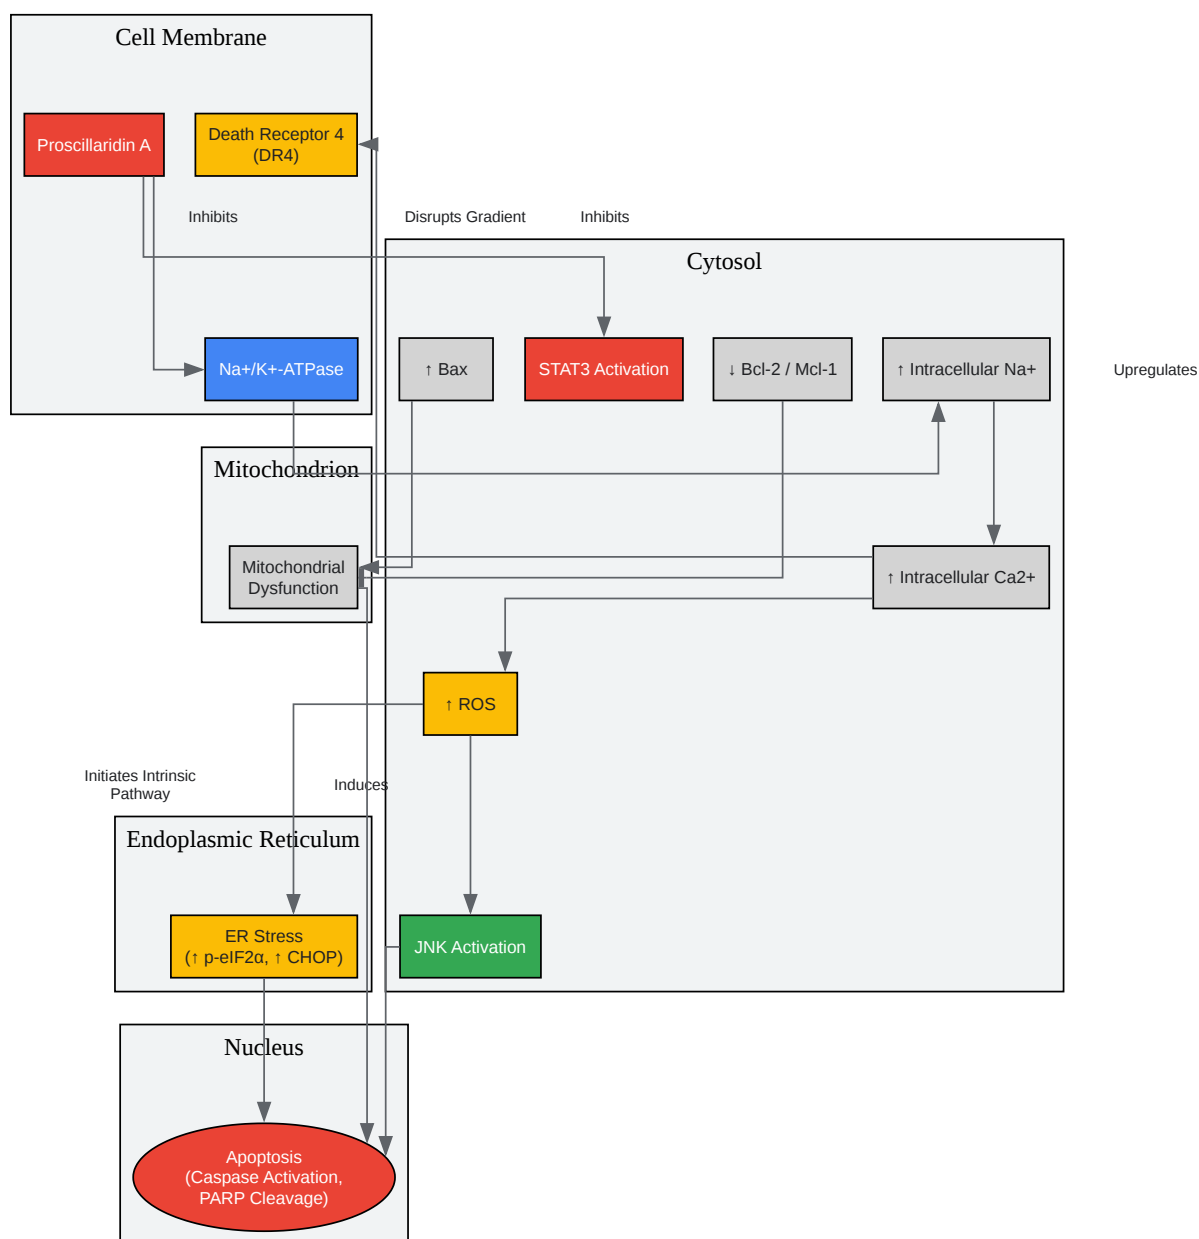 Cell Membrane
Proscillaridin A
Death Receptor 4
(DR4)
Inhibits
Disrupts Gradient
Inhibits
Cytosol
Na+/K+-ATPase
↑ Bax
STAT3 Activation
↓ Bcl-2 / Mcl-1
↑ Intracellular Na+
Upregulates
Mitochondrion
Mitochondrial
Dysfunction
↑ Intracellular Ca2+
↑ ROS
Initiates Intrinsic
Pathway
Induces
Endoplasmic Reticulum
ER Stress
(↑ p-eIF2α, ↑ CHOP)
JNK Activation
Nucleus
Apoptosis
(Caspase Activation,
PARP Cleavage)